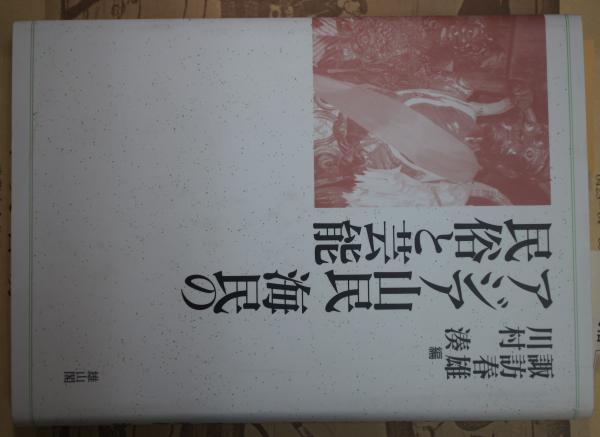 アジア山民海民の
民俗と芸能
諏訪春雄
川村湊
編
雄山閣